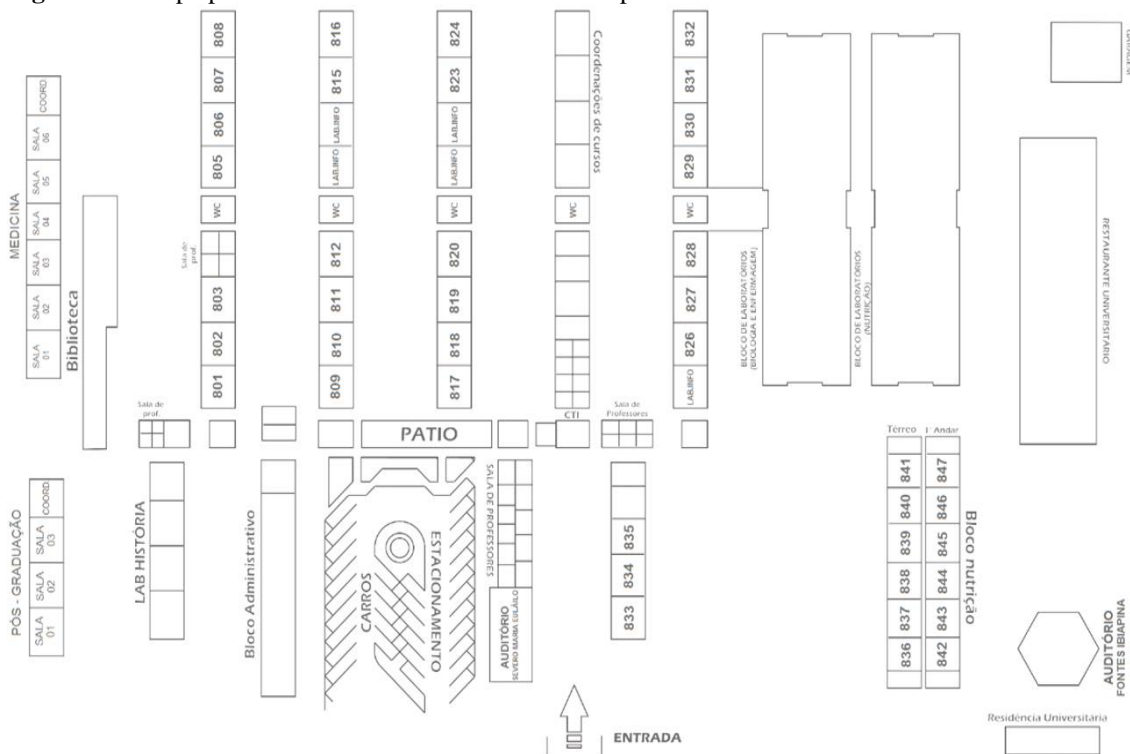 808
807
806
805
WC
Sala de
prof.
803
802
801
816
815
LAB.INFO
LAB.INFO
WC
812
811
810
809
824
823
LAB.INFO
LAB.INFO
WC
820
819
818
817
Coordenações de cursos
WC
CTI
832
831
830
829
WC
828
827
826
LAB.INFO
BLOCO DE LABORATÓRIOS
(BIOLOGIA E ENFERMAGEM)
BLOCO DE LABORATÓRIOS
(NUTRIÇÃO)
RESTAURANTE UNIVERSITÁRIO
MEDICINA
COORD.
SALA
06
SALA
05
SALA
04
SALA
03
SALA
02
SALA
01
Biblioteca
Sala de
prof.
PATIO
Sala de
Professores
PÓS - GRADUAÇÃO
COORD.
SALA
03
SALA
02
SALA
01
LAB HISTÓRIA
Bloco Administrativo
CARROS
ESTACIONAMENTO
SALA DE PROFESSORES
AUDITÓRIO
SEVERO MARIA EULÁLIO
835
834
833
Térreo
1° Andar
841
840
839
838
837
836
847
846
845
844
843
842
Bloco nutrição
AUDITÓRIO
FONTES IBIAPINA
Residência Universitária
ENTRADA